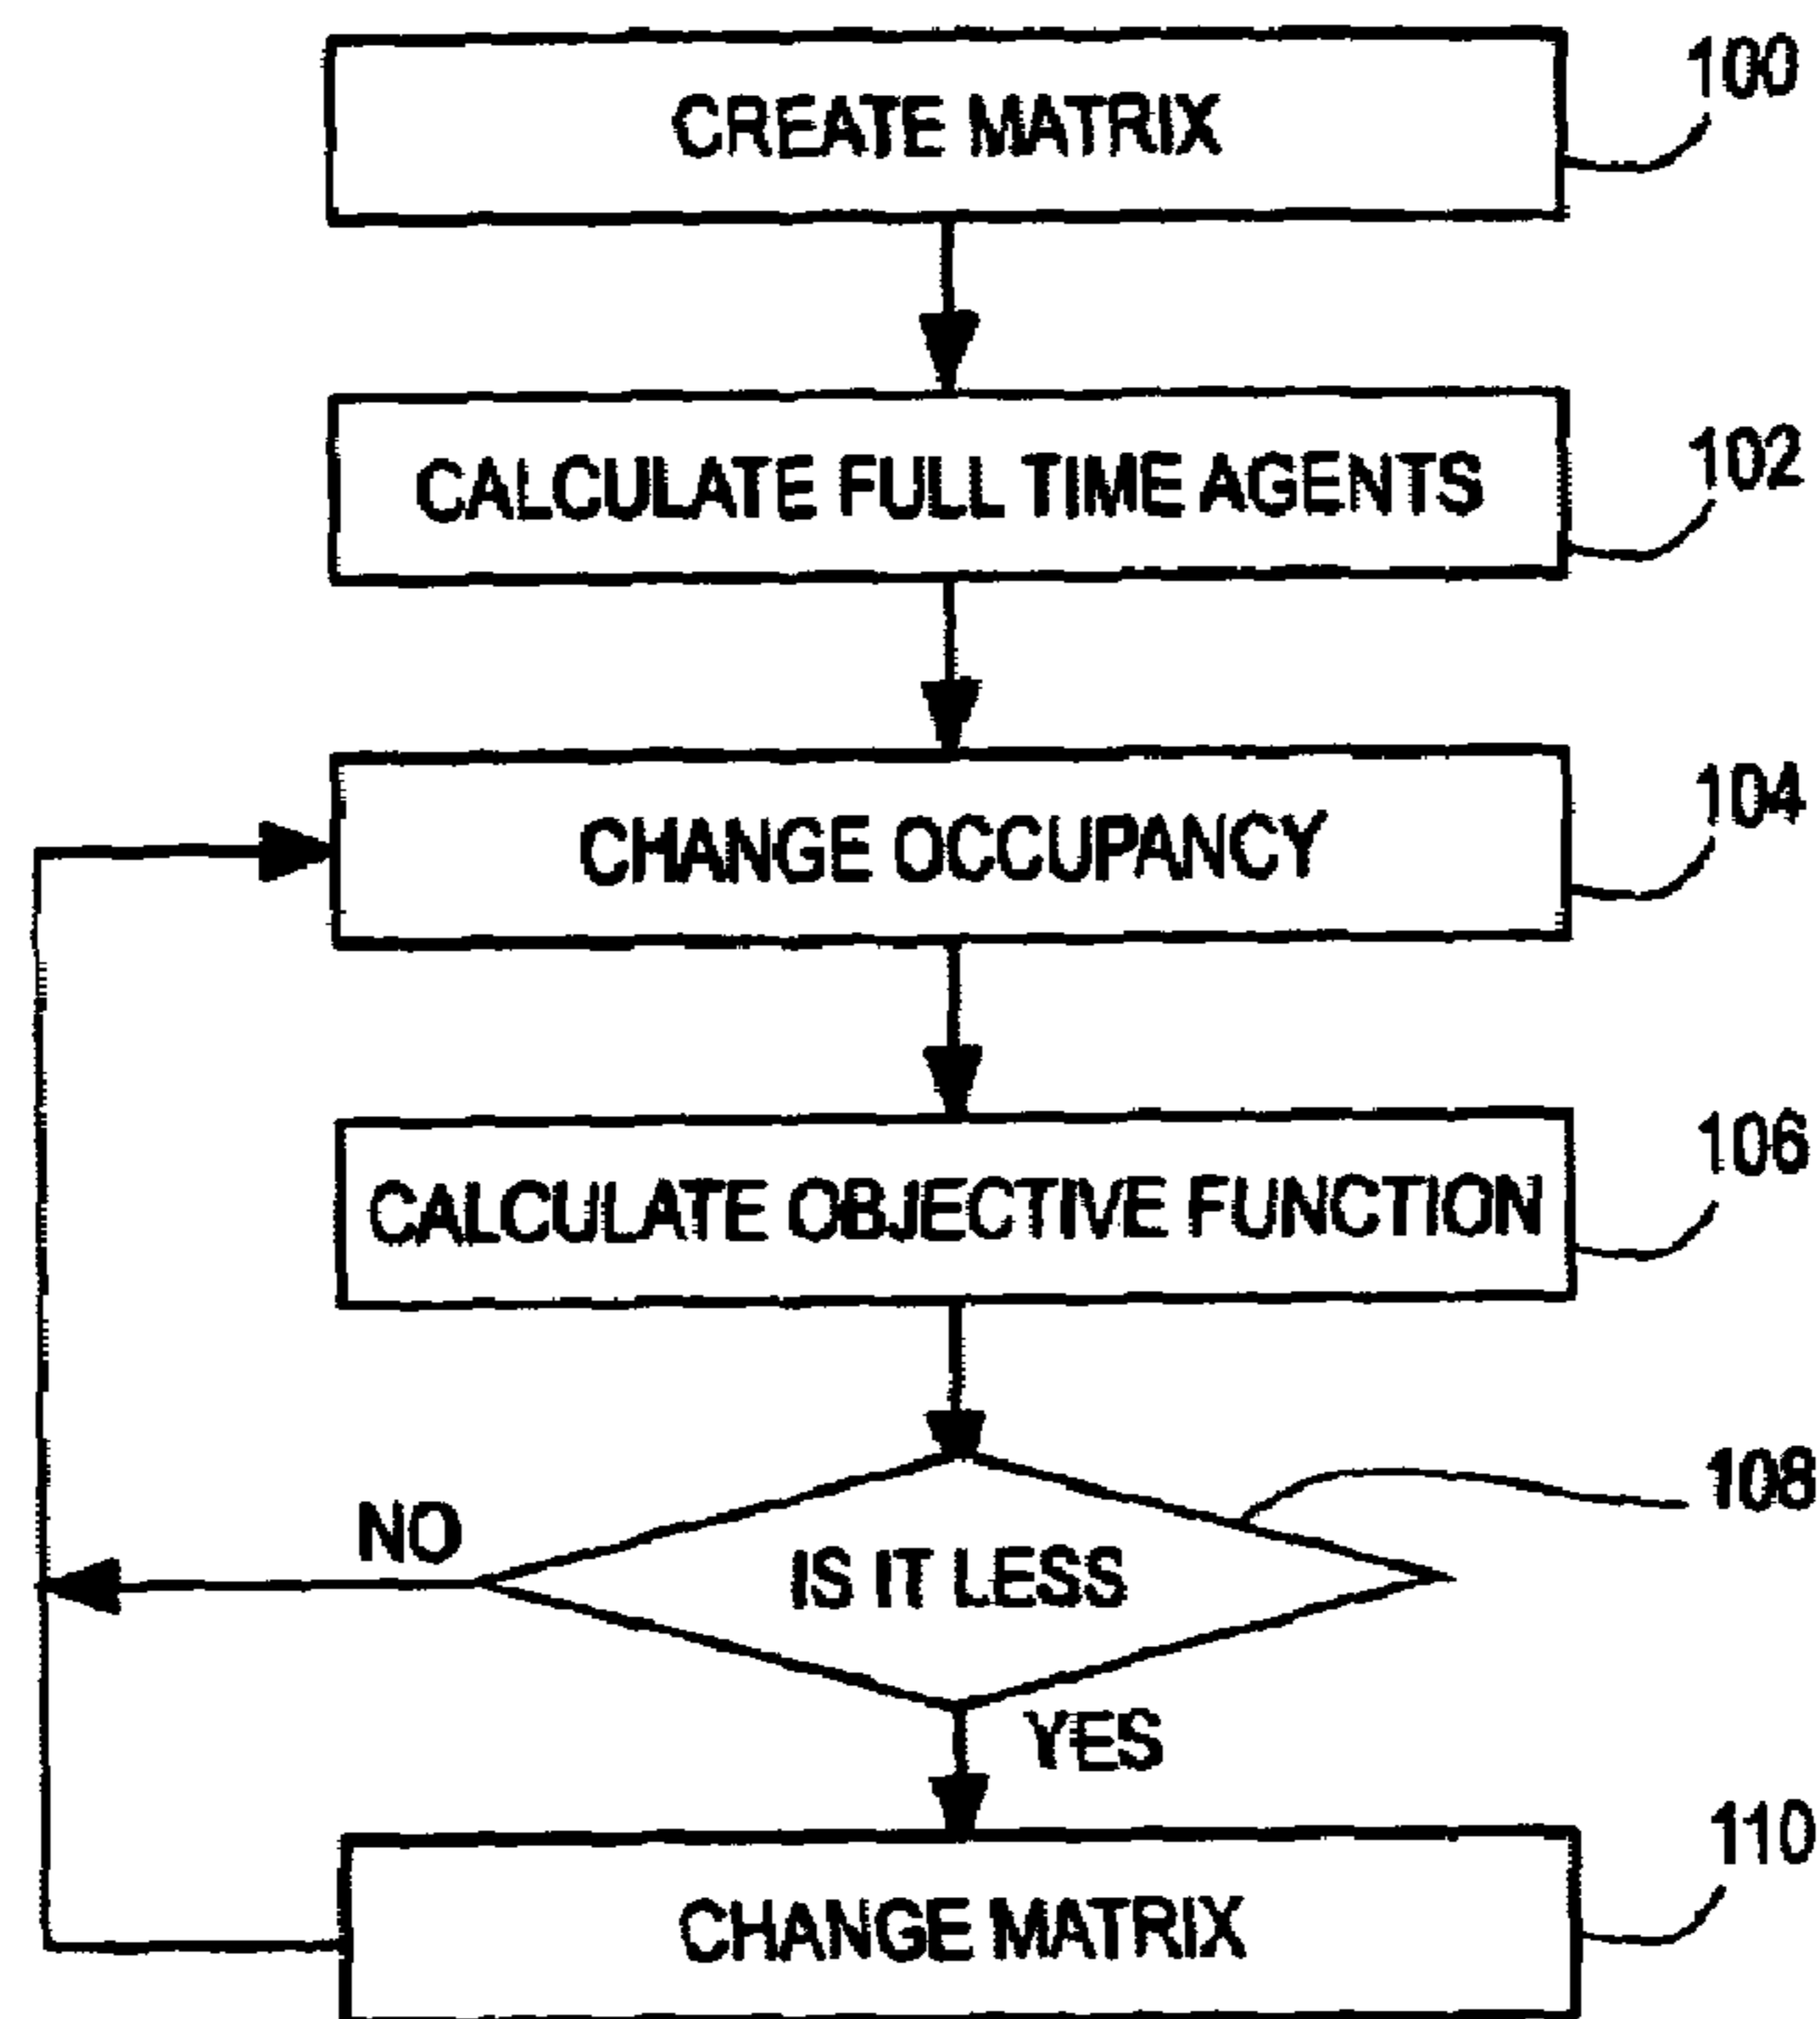 CREATE MATRIX
100
CALCULATE FULL TIME AGENTS
102
CHANGE OCCUPANCY
104
CALCULATE OBJECTIVE FUNCTION
106
IS IT LESS
108
NO
YES
CHANGE MATRIX
110